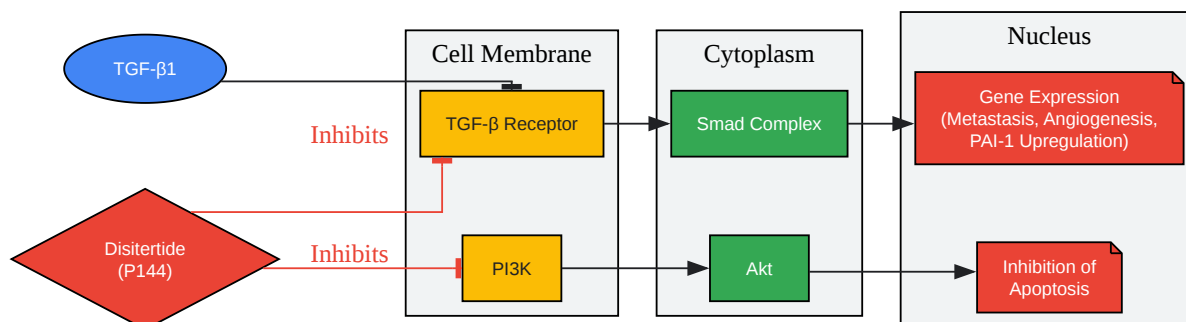 Cell Membrane
Cytoplasm
Nucleus
TGF-β1
Inhibits
TGF-β Receptor
Smad Complex
Gene Expression
(Metastasis, Angiogenesis,
PAI-1 Upregulation)
Disitertide
(P144)
Inhibits
PI3K
Akt
Inhibition of
Apoptosis